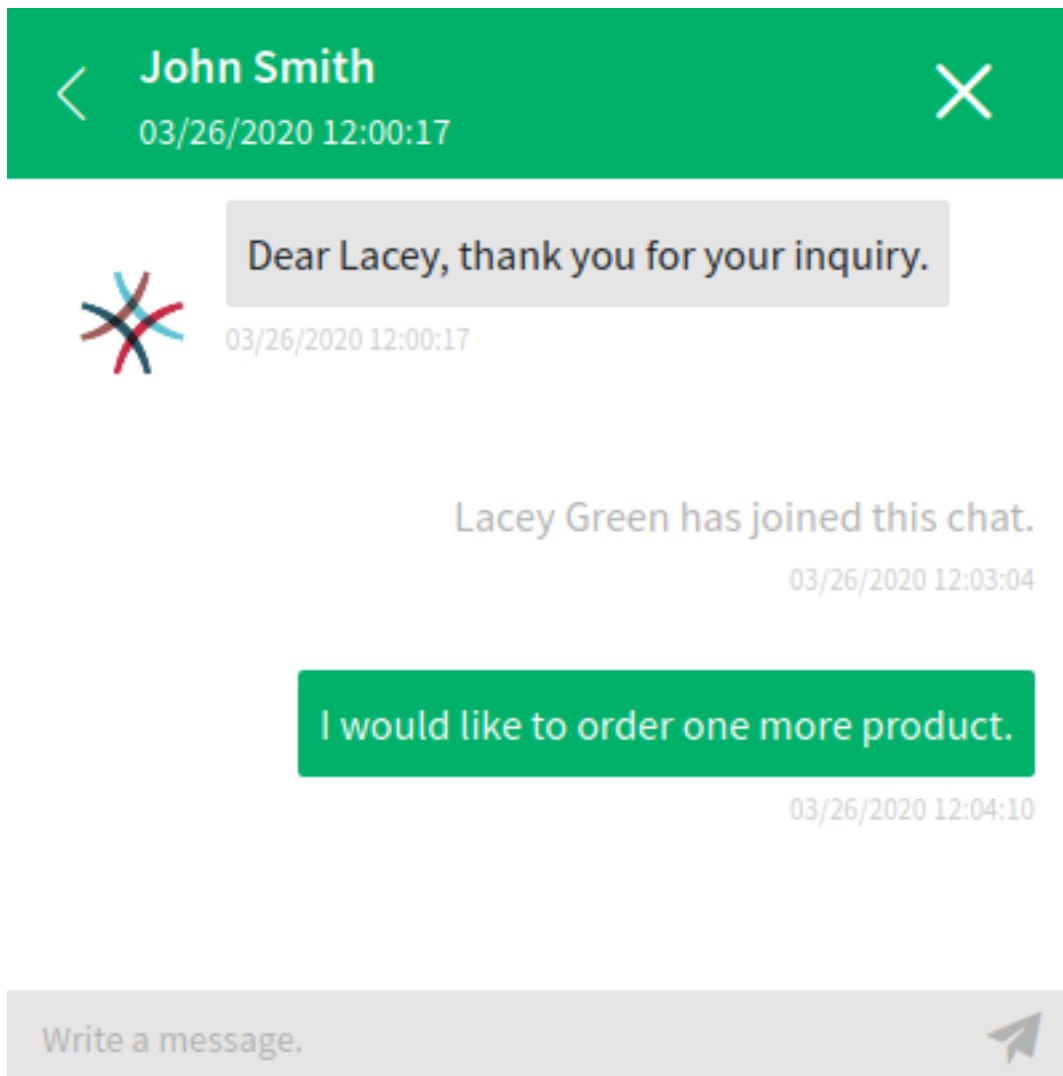 John Smith
03/26/2020 12:00:17
Dear Lacey, thank you for your inquiry.
03/26/2020 12:00:17
Lacey Green has joined this chat.
03/26/2020 12:03:04
I would like to order one more product.
03/26/2020 12:04:10
Write a message.